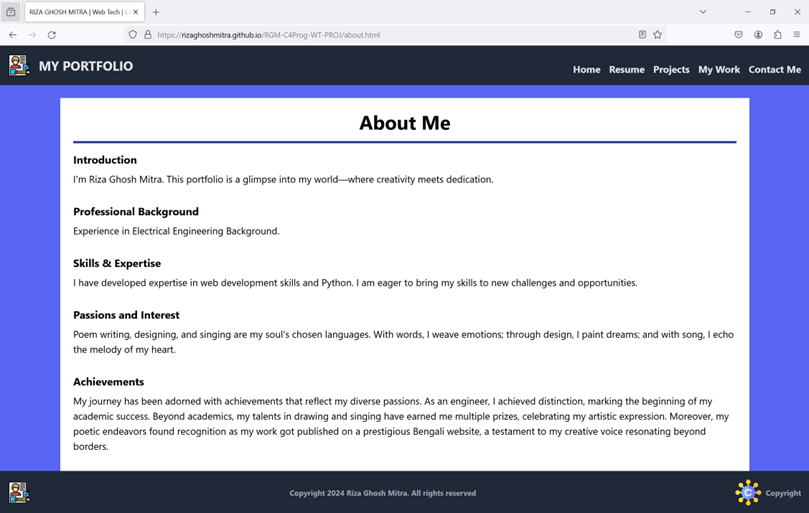 RIZA GHOSH MITRA | Web Tech |
https://rizaghoshmitra.github.io/RGM-C4Prog-WT-PROJ/about.html
MY PORTFOLIO
Home Resume Projects My Work Contact Me
About Me
Introduction
I'm Riza Ghosh Mitra. This portfolio is a glimpse into my world—where creativity meets dedication.
Professional Background
Experience in Electrical Engineering Background.
Skills & Expertise
I have developed expertise in web development skills and Python. I am eager to bring my skills to new challenges and opportunities.
Passions and Interest
Poem writing, designing, and singing are my soul's chosen languages. With words, I weave emotions; through design, I paint dreams; and with song, I echo
the melody of my heart.
Achievements
My journey has been adorned with achievements that reflect my diverse passions. As an engineer, I achieved distinction, marking the beginning of my
academic success. Beyond academics, my talents in drawing and singing have earned me multiple prizes, celebrating my artistic expression. Moreover, my
poetic endeavors found recognition as my work got published on a prestigious Bengali website, a testament to my creative voice resonating beyond
borders.
Copyright 2024 Riza Ghosh Mitra. All rights reserved
C Copyright